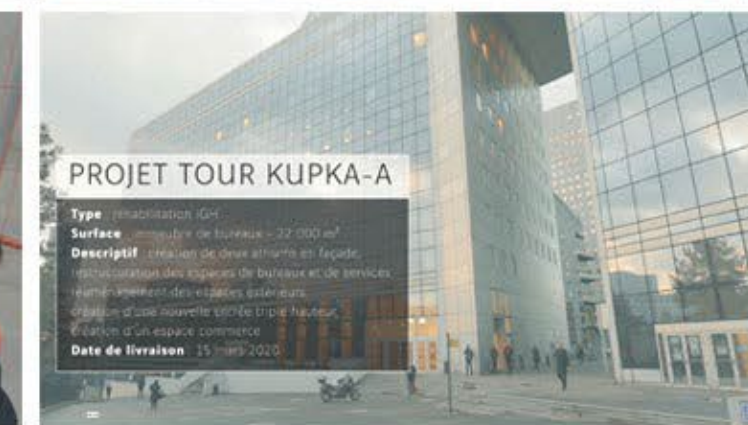 PROJET TOUR KUPKA-A
Type : réhabilitation IGH
Surface : immeuble de bureaux – 22 000 m²
Descriptif : création de deux atriums en façade,
restructuration des espaces de bureaux et de services
réaménagement des espaces extérieurs
création d'une nouvelle entrée triple hauteur,
création d'un espace commerce
Date de livraison : 15 mars 2020